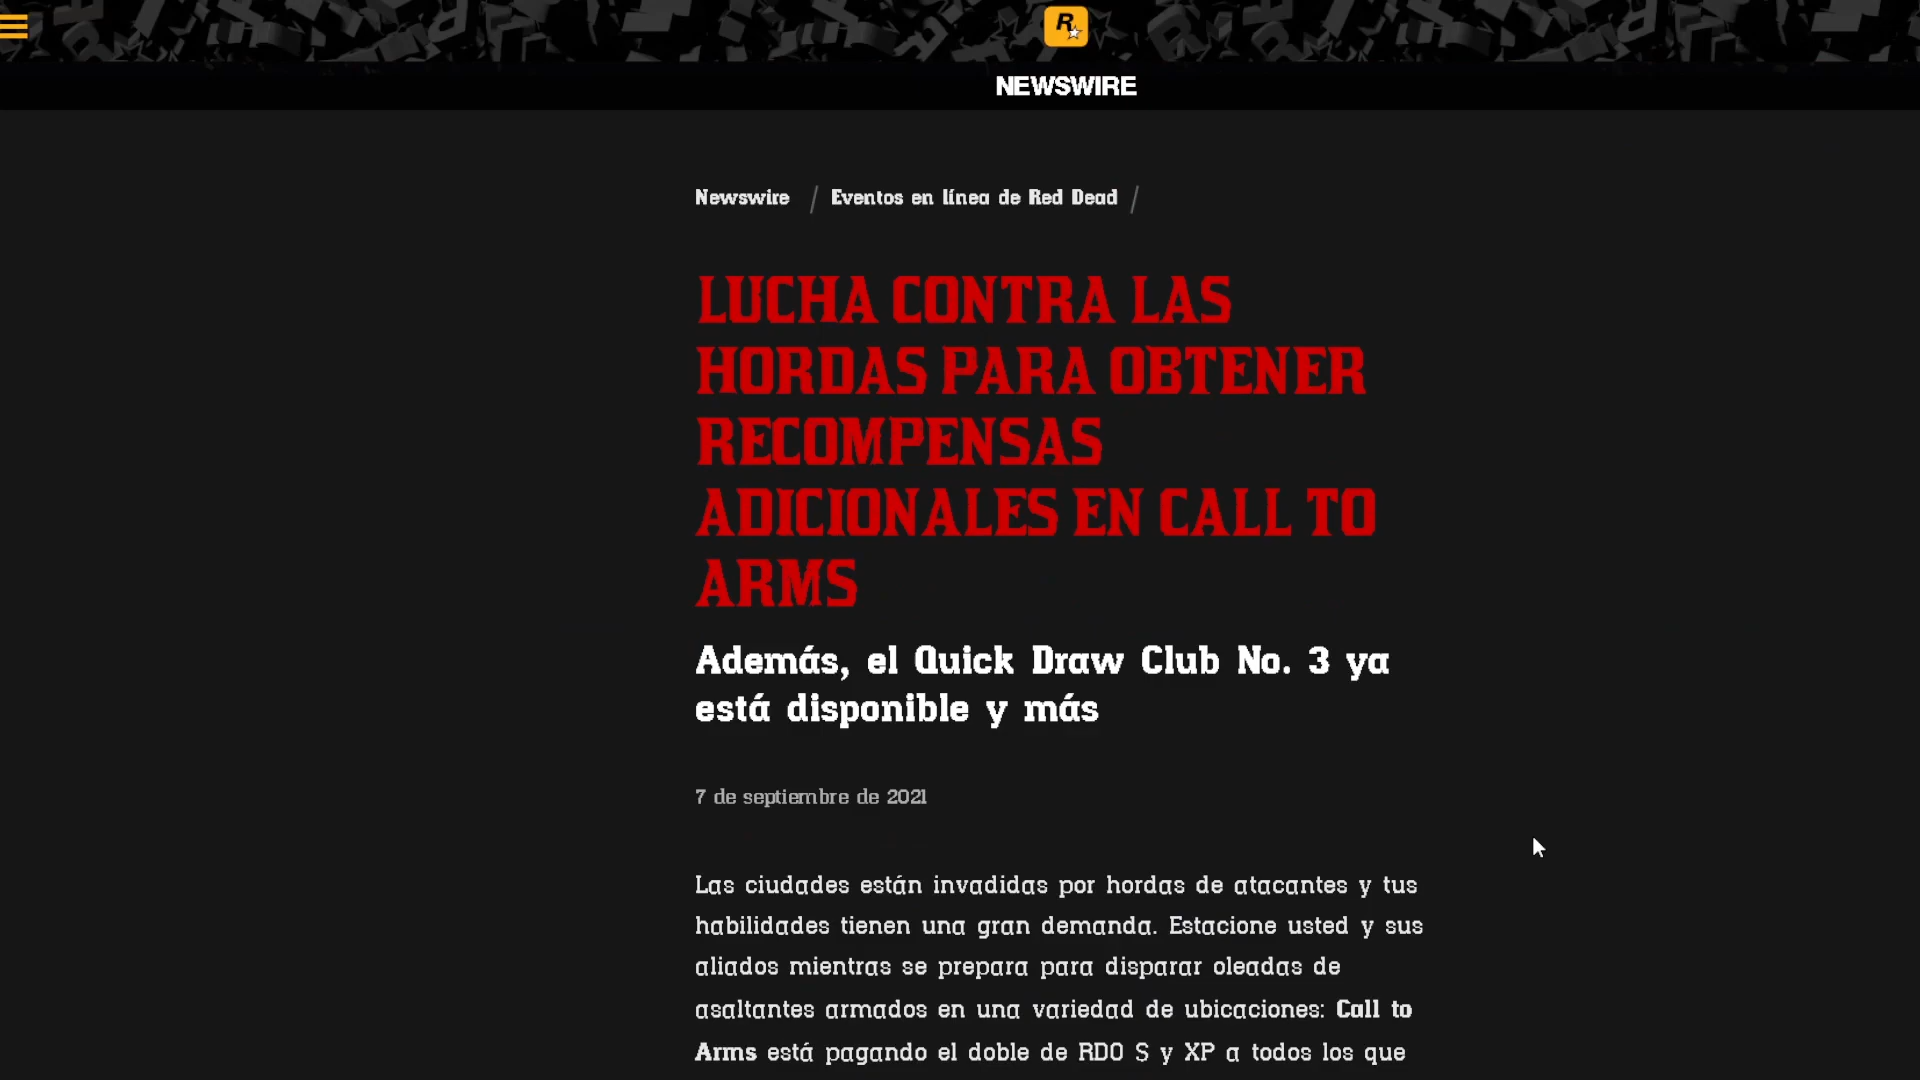 R
NEWSWIRE
Newswire / Eventos en línea de Red Dead /
LUCHA CONTRA LAS
HORDAS PARA OBTENER
RECOMPENSAS
ADICIONALES EN CALL TO
ARMS
Además, el Quick Draw Club No. 3 ya
está disponible y más
7 de septiembre de 2021
Las ciudades están invadidas por hordas de atacantes y tus
habilidades tienen una gran demanda. Estacione usted y sus
aliados mientras se prepara para disparar oleadas de
asaltantes armados en una variedad de ubicaciones: Call to
Arms está pagando el doble de RDO S y XP a todos los que